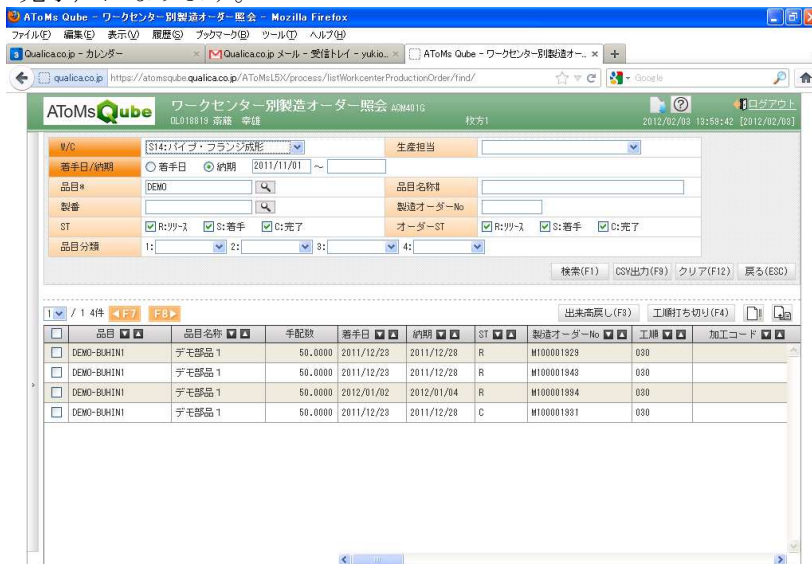 AToMs Qube - ワークセンター別製造オーダー照会 - Mozilla Firefox
ファイル(F) 編集(E) 表示(V) 履歴(S) ブックマーク(B) ツール(T) ヘルプ(H)
Qualica.co.jp - カレンダー Qualica.co.jp メール - 受信トレイ - yukio... AToMs Qube - ワークセンター別製造オー...
qualica.co.jp https://atomsqube.qualica.co.jp/AToMsL5X/process/listWorkcenterProductionOrder/find/ Google
AToMs Qube ワークセンター別製造オーダー照会 AOM401G ログアウト
QL018819 斎藤 幸雄 枚方1 2012/02/03 13:59:42 [2012/02/03]
W/C S14:パイプ・フランジ成形 生産担当
着手日/納期 着手日 納期 2011/11/01 ～
品目* DEMO 品目名称‡
製番 製造オーダーNo
ST R:リリース S:着手 C:完了 オーダーST R:リリース S:着手 C:完了
品目分類 1: 2: 3: 4:
検索(F1) CSV出力(F9) クリア(F12) 戻る(ESC)
1 / 1 4件 F7 F8 出来高戻し(F3) 工順打ち切り(F4)
品目 品目名称 手配数 着手日 納期 ST 製造オーダーNo 工順 加工コード
DEMO-BUHIN1 デモ部品1 50.0000 2011/12/23 2011/12/28 R M100001929 030
DEMO-BUHIN1 デモ部品1 50.0000 2011/12/23 2011/12/28 R M100001943 030
DEMO-BUHIN1 デモ部品1 50.0000 2012/01/02 2012/01/04 R M100001994 030
DEMO-BUHIN1 デモ部品1 50.0000 2011/12/23 2011/12/28 C M100001931 030